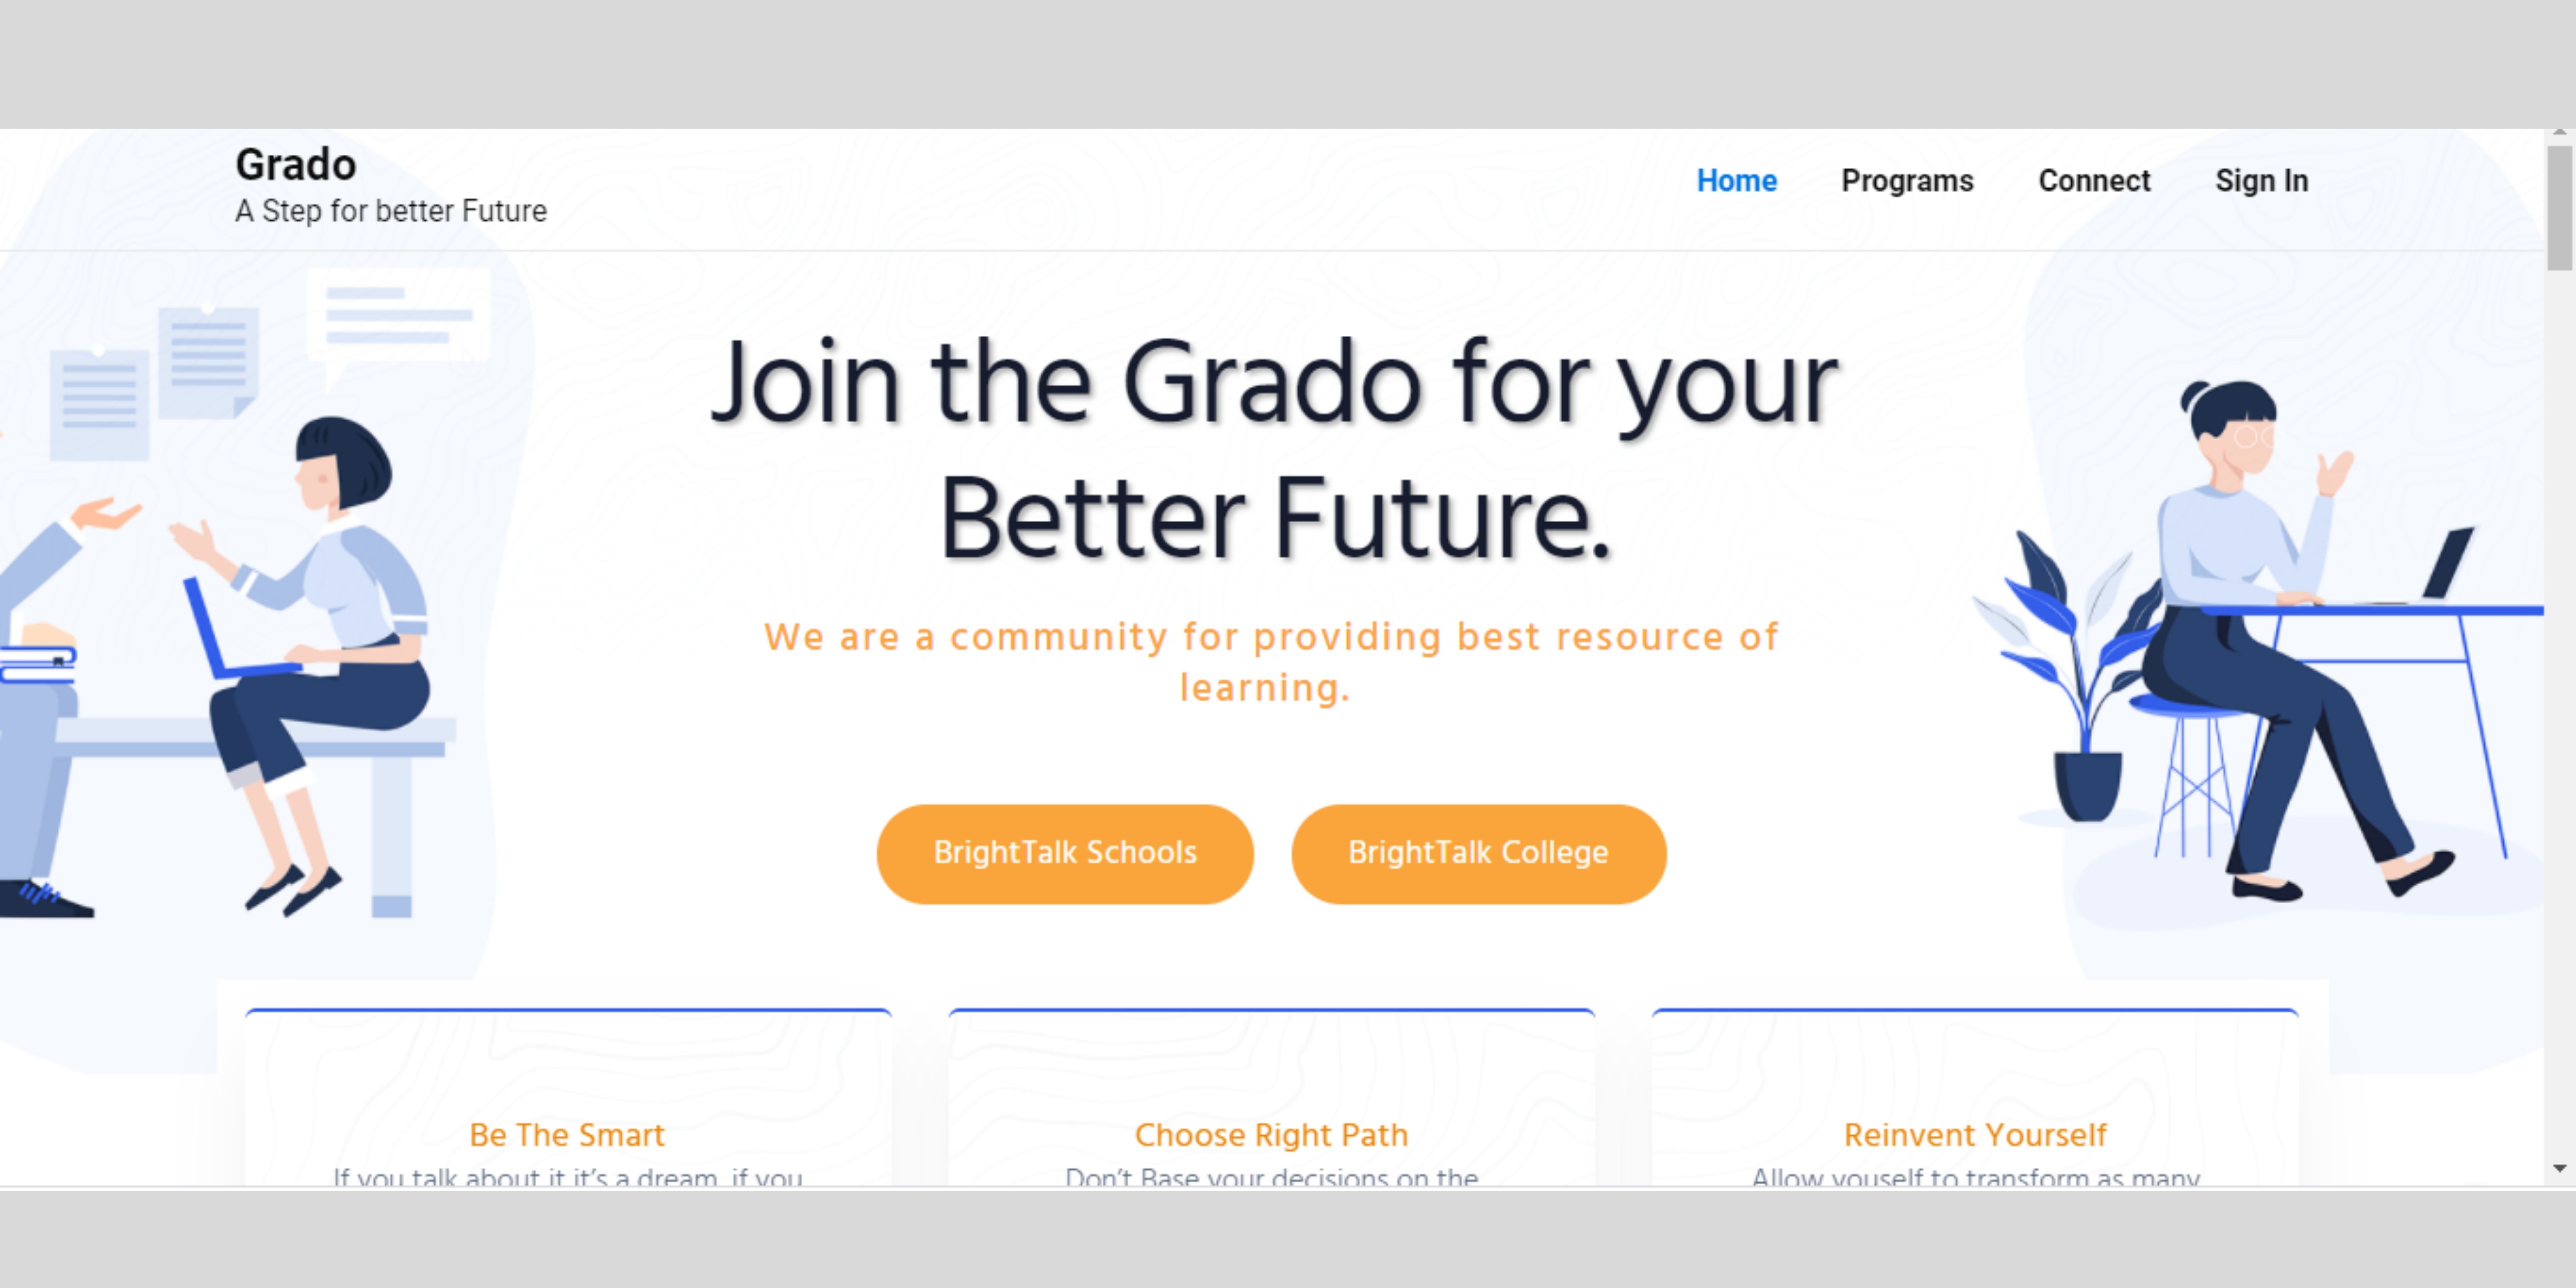 Grado
A Step for better Future
Home Programs Connect Sign In
Join the Grado for your
Better Future.
We are a community for providing best resource of
learning.
BrightTalk Schools BrightTalk College
Be The Smart
If you talk about it it’s a dream, if you
Choose Right Path
Don’t Base your decisions on the
Reinvent Yourself
Allow youself to transform as many